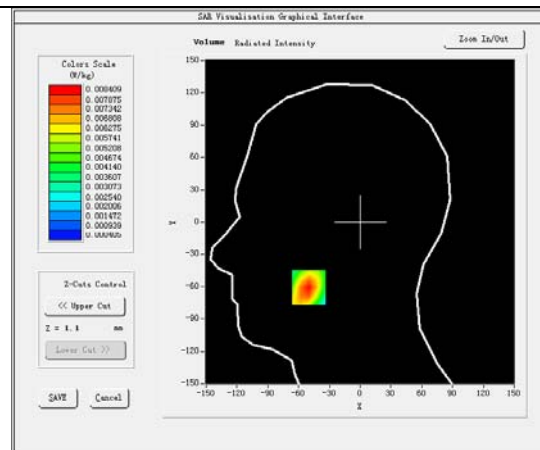 SAR Visualisation Graphical Interface
Volume Radiated Intensity
Zoom In/Out
Colors Scale
(W/kg)
0.008409
0.007875
0.007342
0.006808
0.006275
0.005741
0.005208
0.004674
0.004140
0.003607
0.003073
0.002540
0.002006
0.001472
0.000939
0.000405
Z-Cuts Control
<< Upper Cut
Z = 1.1 mm
Lower Cut >>
SAVE Cancel
150
120
90
60
30
0
-30
-60
-90
-120
-150
Y
-150 -120 -90 -60 -30 0 30 60 90 120 150
X